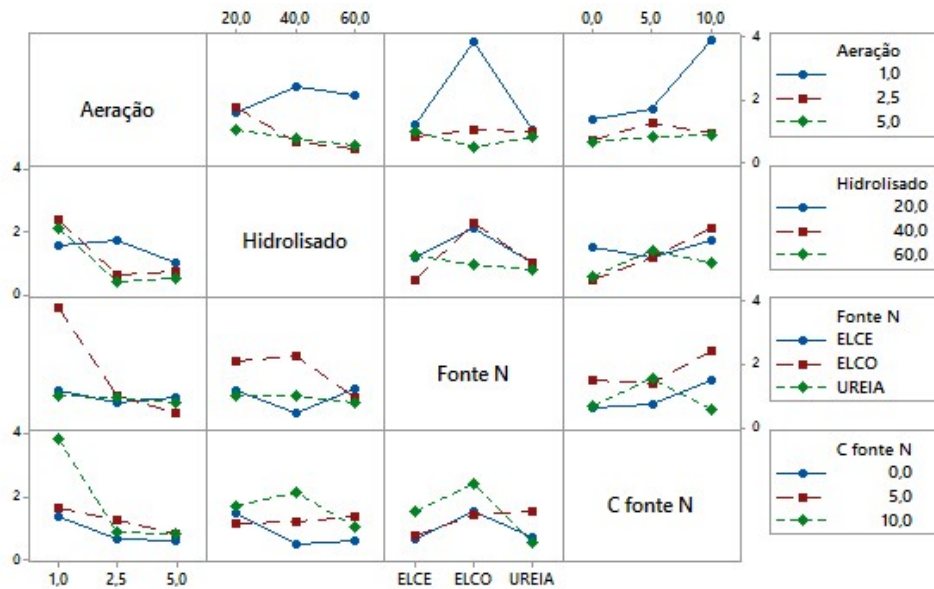 20,0 40,0 60,0 0,0 5,0 10,0
Aeração
4
2
0
Aeração
1,0
2,5
5,0
4
2
0
Hidrolisado
Hidrolisado
20,0
40,0
60,0
Fonte N
4
2
0
Fonte N
ELCE
ELCO
UREIA
4
2
0
C fonte N
C fonte N
0,0
5,0
10,0
1,0 2,5 5,0 ELCE ELCO UREIA